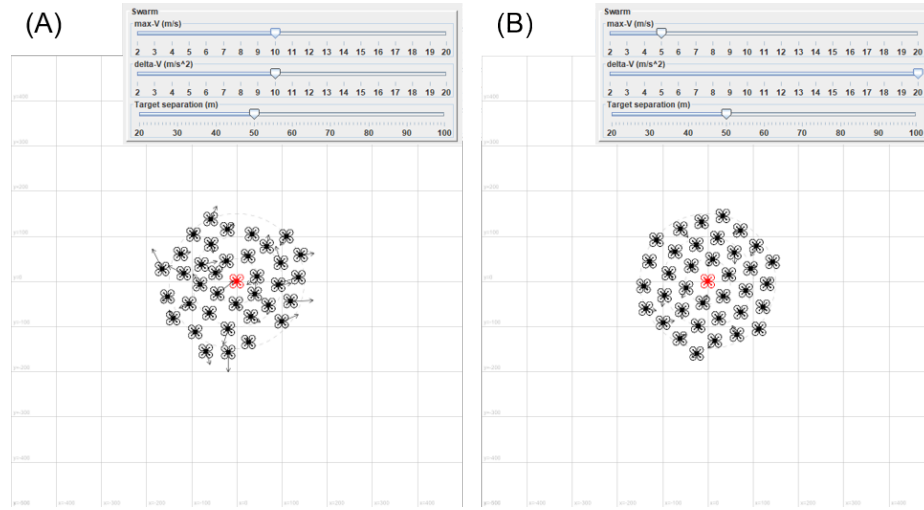 (A)
Swarm
max-V (m/s)
2 3 4 5 6 7 8 9 10 11 12 13 14 15 16 17 18 19 20
delta-V (m/s^2)
2 3 4 5 6 7 8 9 10 11 12 13 14 15 16 17 18 19 20
Target separation (m)
20 30 40 50 60 70 80 90 100
(B)
Swarm
max-V (m/s)
2 3 4 5 6 7 8 9 10 11 12 13 14 15 16 17 18 19 20
delta-V (m/s^2)
2 3 4 5 6 7 8 9 10 11 12 13 14 15 16 17 18 19 20
Target separation (m)
20 30 40 50 60 70 80 90 100